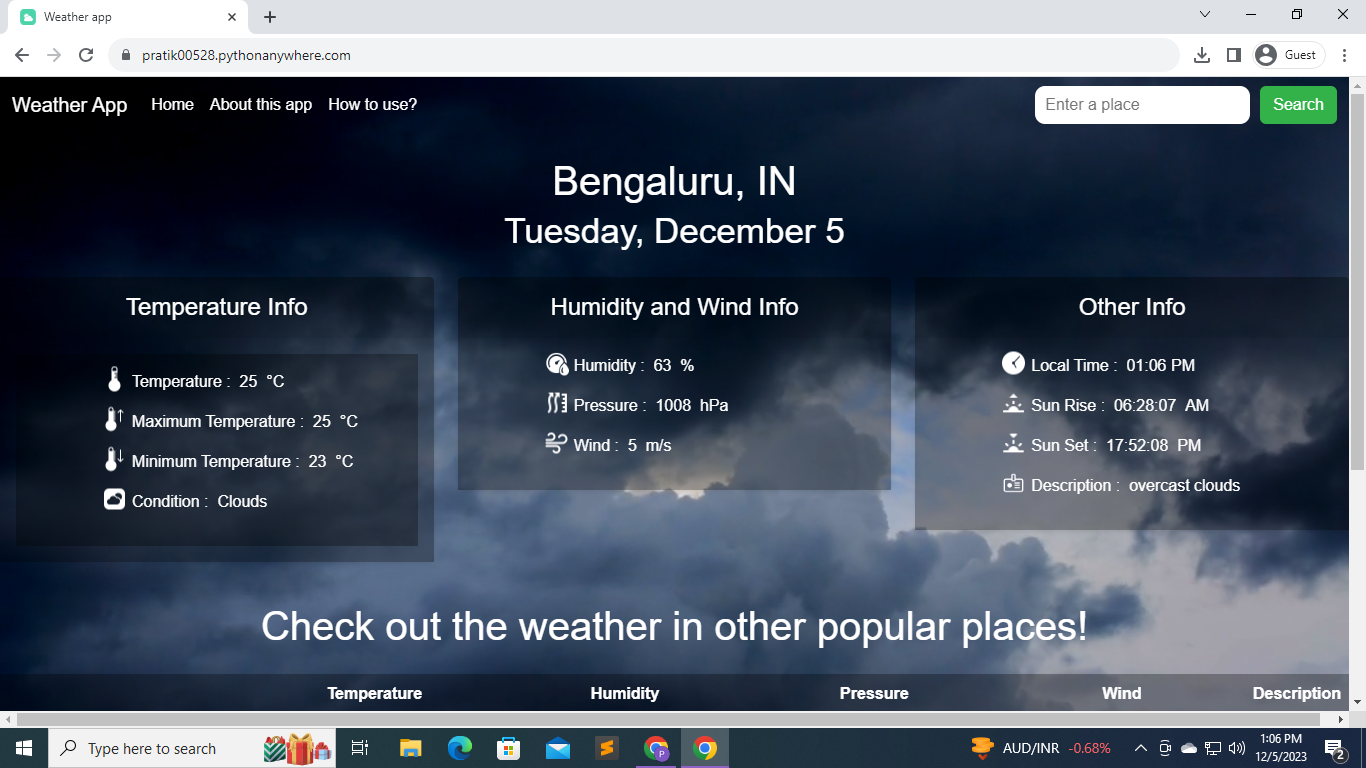 Weather app
pratik00528.pythonanywhere.com
Guest
Weather App Home About this app How to use? Enter a place Search
Bengaluru, IN
Tuesday, December 5
Temperature Info
Temperature : 25 °C
Maximum Temperature : 25 °C
Minimum Temperature : 23 °C
Condition : Clouds
Humidity and Wind Info
Humidity : 63 %
Pressure : 1008 hPa
Wind : 5 m/s
Other Info
Local Time : 01:06 PM
Sun Rise : 06:28:07 AM
Sun Set : 17:52:08 PM
Description : overcast clouds
Check out the weather in other popular places!
Temperature Humidity Pressure Wind Description
Type here to search
P
AUD/INR -0.68%
1:06 PM
12/5/2023
2